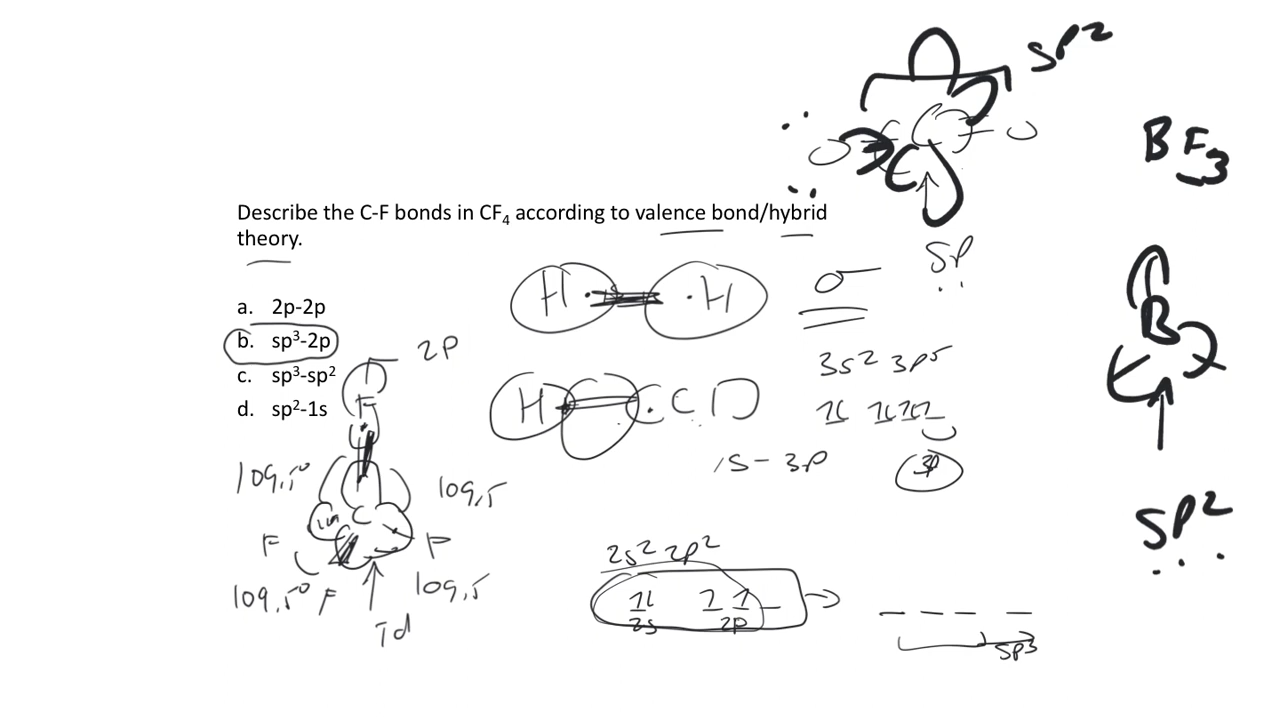 SP2
BF3
Describe the C-F bonds in CF4 according to valence bond/hybrid
theory.
SP
H · H σ
a. 2p-2p
b. sp3-2p
c. sp3-sp2
d. sp2-1s
2P
F
3s2 3p5
H Cl
1S - 3P
3P
B
109,5° 109,5
C
F F
109,5° F 109,5
Td
SP2
2s2 2p2
2s 2p
SP3